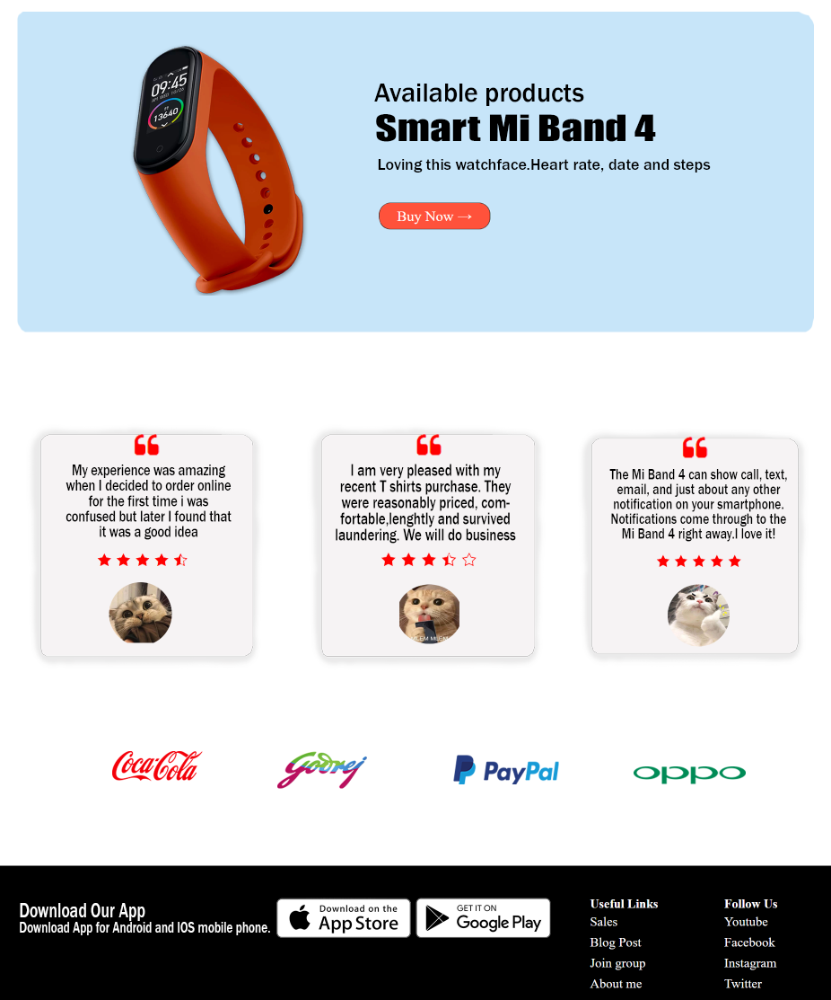 09:45
13640
Available products
Smart Mi Band 4
Loving this watchface.Heart rate, date and steps
Buy Now →
My experience was amazing
when I decided to order online
for the first time i was
confused but later I found that
it was a good idea
I am very pleased with my
recent T shirts purchase. They
were reasonably priced, com-
fortable,lenghtly and survived
laundering. We will do business
The Mi Band 4 can show call, text,
email, and just about any other
notification on your smartphone.
Notifications come through to the
Mi Band 4 right away.I love it!
MLEM MLEM
Coca-Cola
Godrej
PayPal
oppo
Download Our App
Download App for Android and IOS mobile phone.
Download on the
App Store
GET IT ON
Google Play
Useful Links
Sales
Blog Post
Join group
About me
Follow Us
Youtube
Facebook
Instagram
Twitter